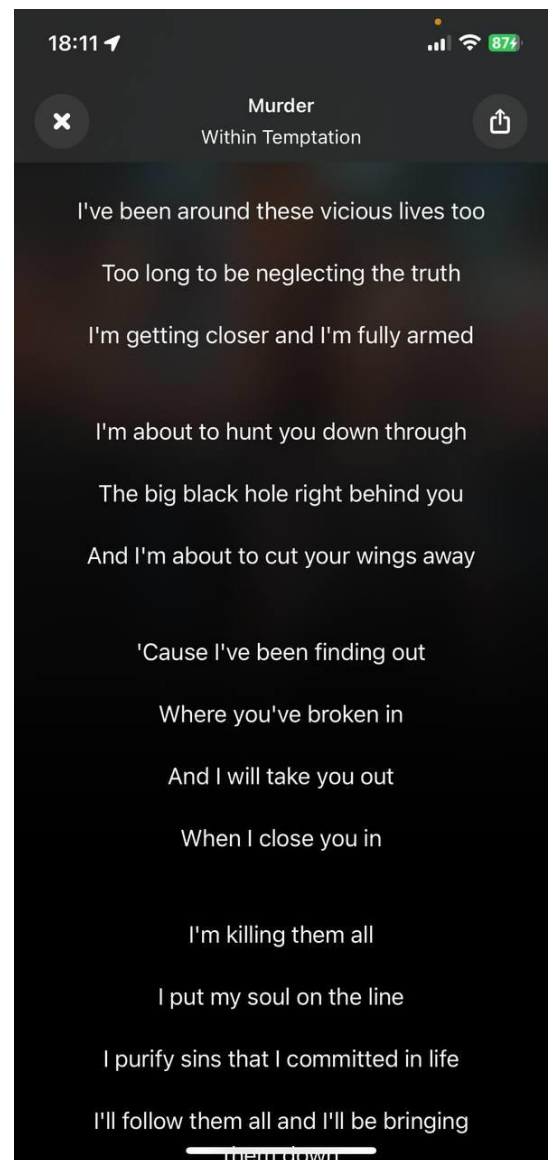 18:11
87
Murder
Within Temptation
I've been around these vicious lives too
Too long to be neglecting the truth
I'm getting closer and I'm fully armed
I'm about to hunt you down through
The big black hole right behind you
And I'm about to cut your wings away
'Cause I've been finding out
Where you've broken in
And I will take you out
When I close you in
I'm killing them all
I put my soul on the line
I purify sins that I committed in life
I'll follow them all and I'll be bringing
them down